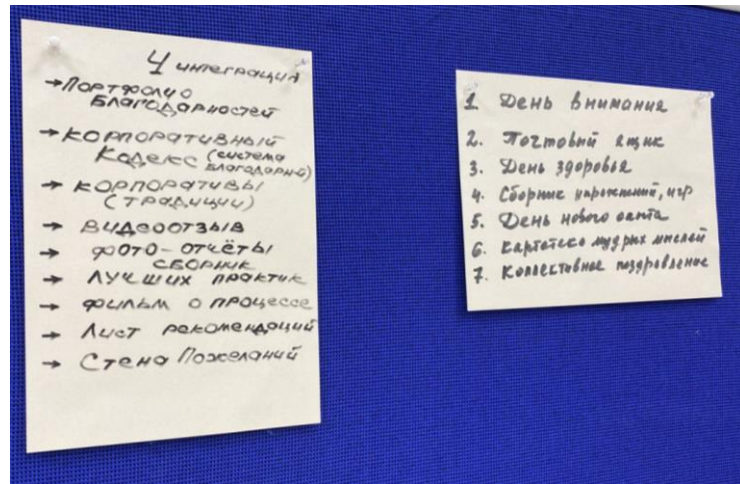 4 интеграция
→ Портфолио
Благодарностей
→ Корпоративный
Кодекс (система
благодарный)
→ Корпоративы
(традиции)
→ Видеоотзыв
→ фото-отчёты
сборник
→ лучших практик
→ фильм о процессе
→ Лист рекомендаций
→ Стена Пожеланий
1. День внимания
2. Почтовый ящик
3. День здоровья
4. Сборник упражнений, игр
5. День нового опыта
6. Картотека мудрых мыслей
7. Коллективное поздравление